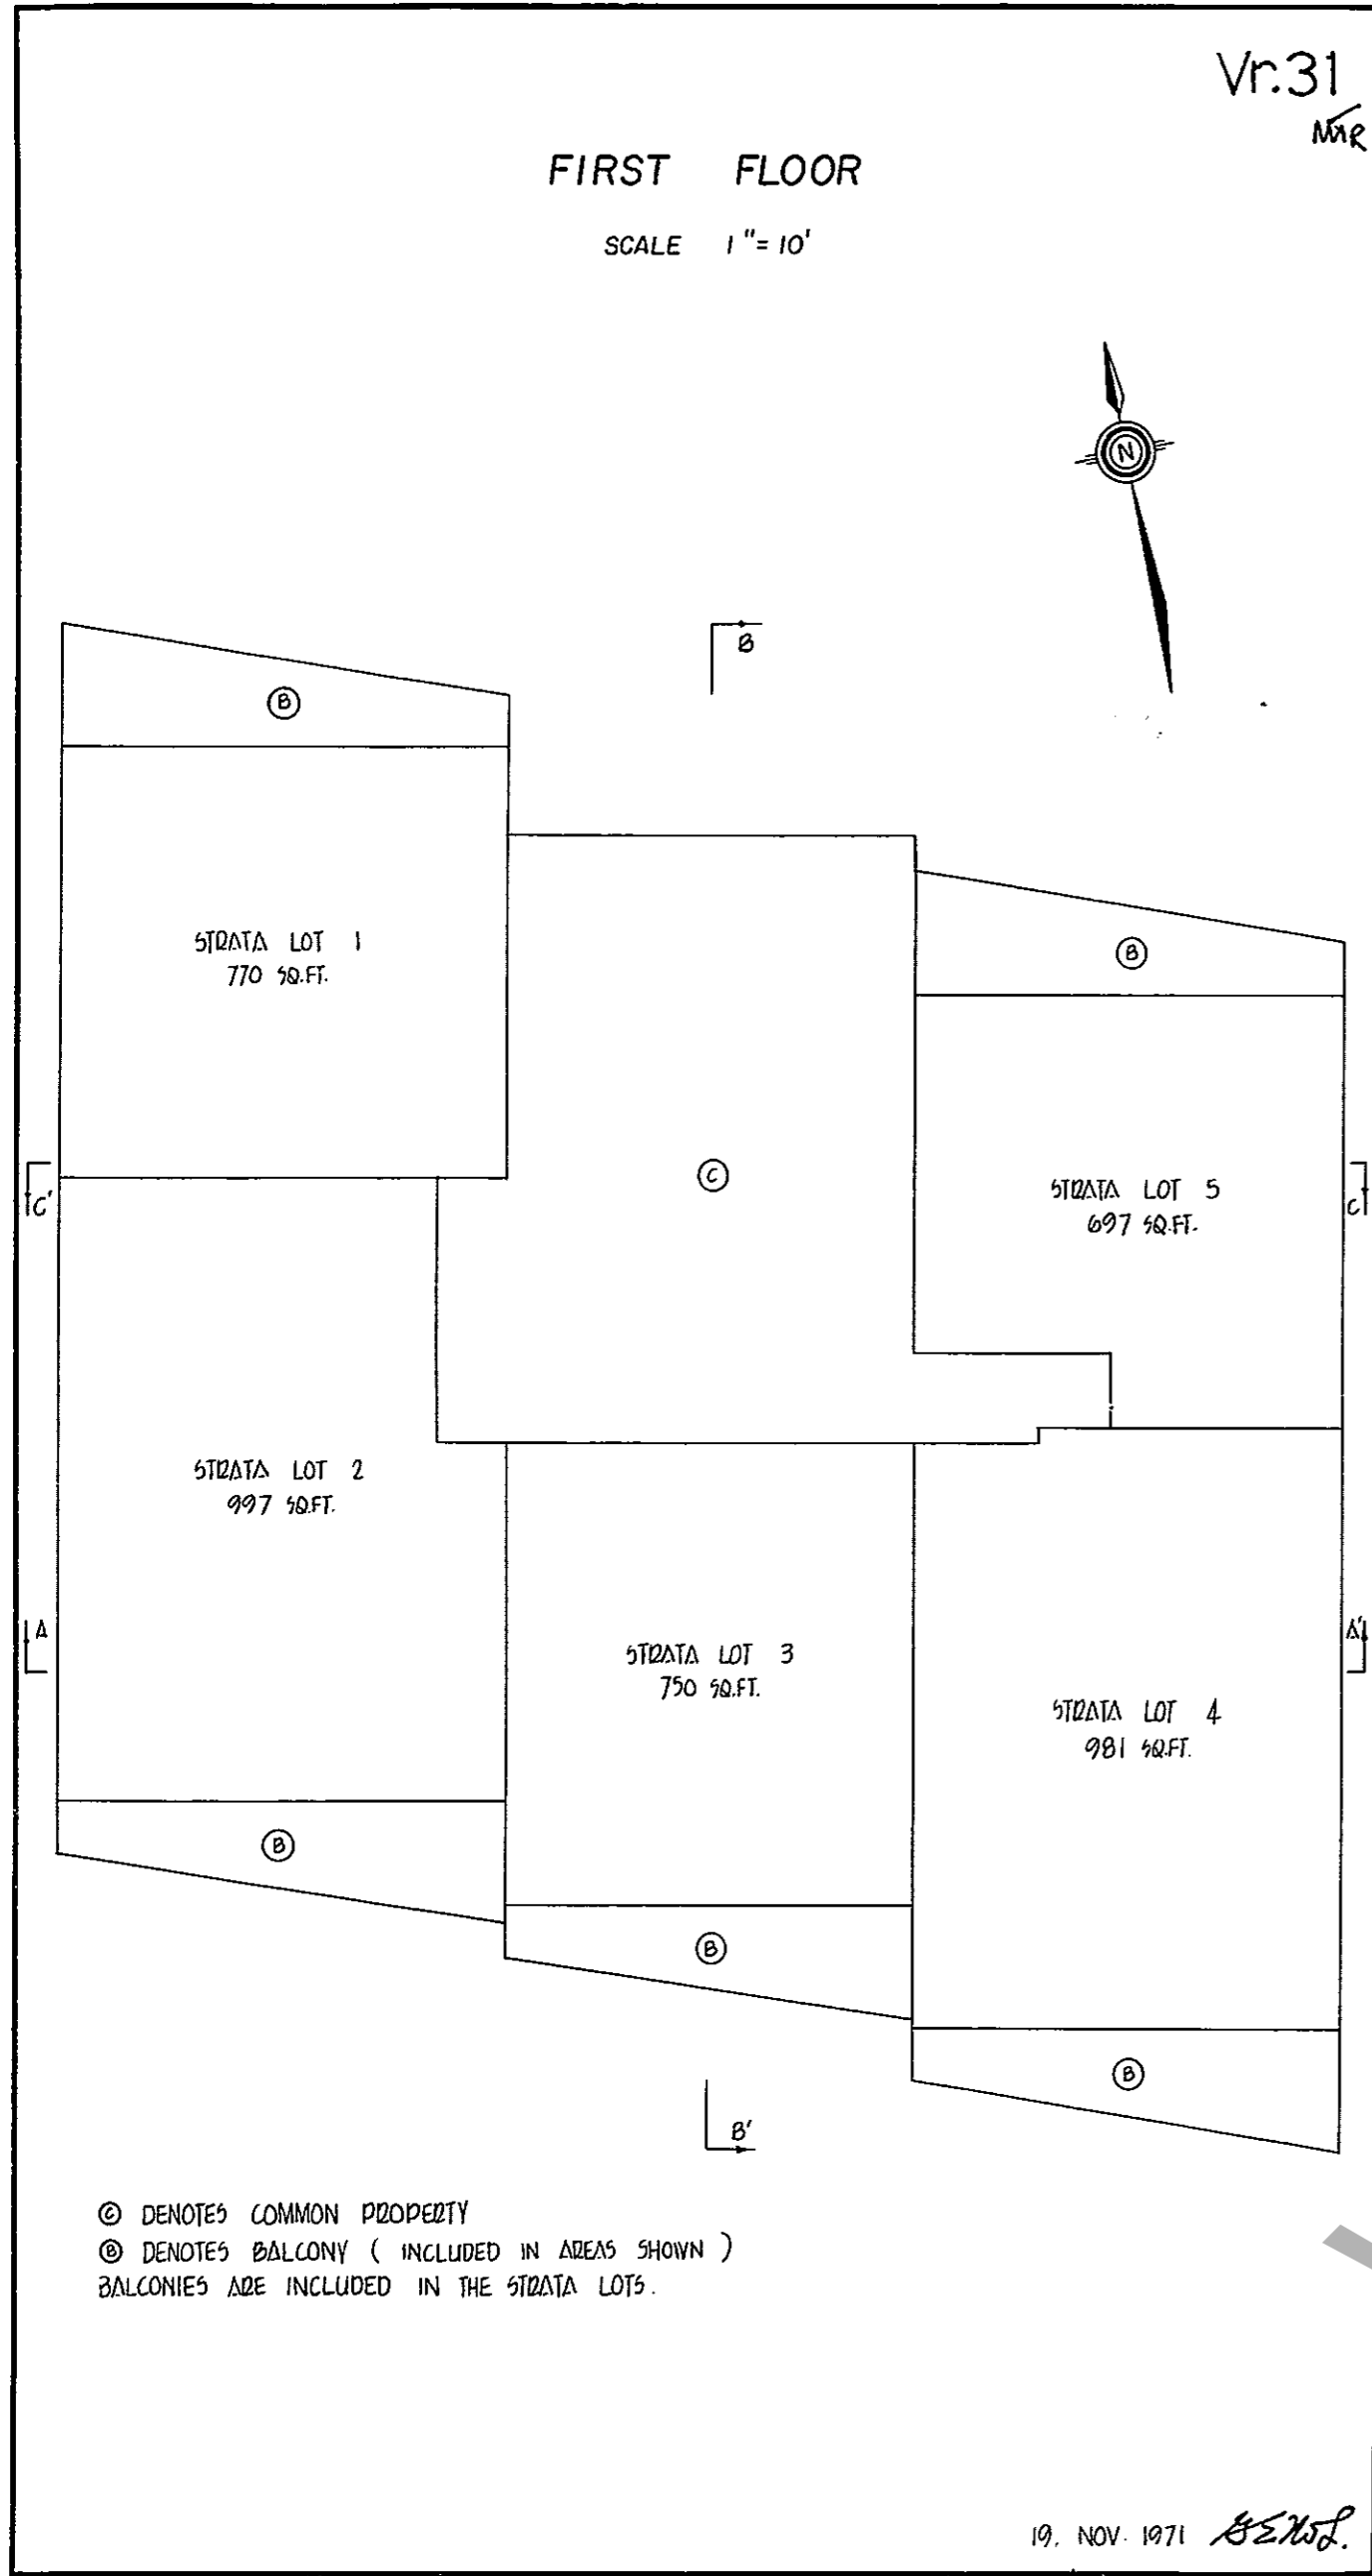 Vr.31
FIRST FLOOR
SCALE 1"=10'
N
B
B
B
STRATA LOT 1
770 SQ.FT.
C
STRATA LOT 5
697 SQ.FT.
C'
C
STRATA LOT 2
997 SQ.FT.
A
A'
STRATA LOT 3
750 SQ.FT.
STRATA LOT 4
981 SQ.FT.
B
B
B
B'
C DENOTES COMMON PROPERTY
B DENOTES BALCONY ( INCLUDED IN AREAS SHOWN )
BALCONIES ARE INCLUDED IN THE STRATA LOTS.
19. NOV. 1971